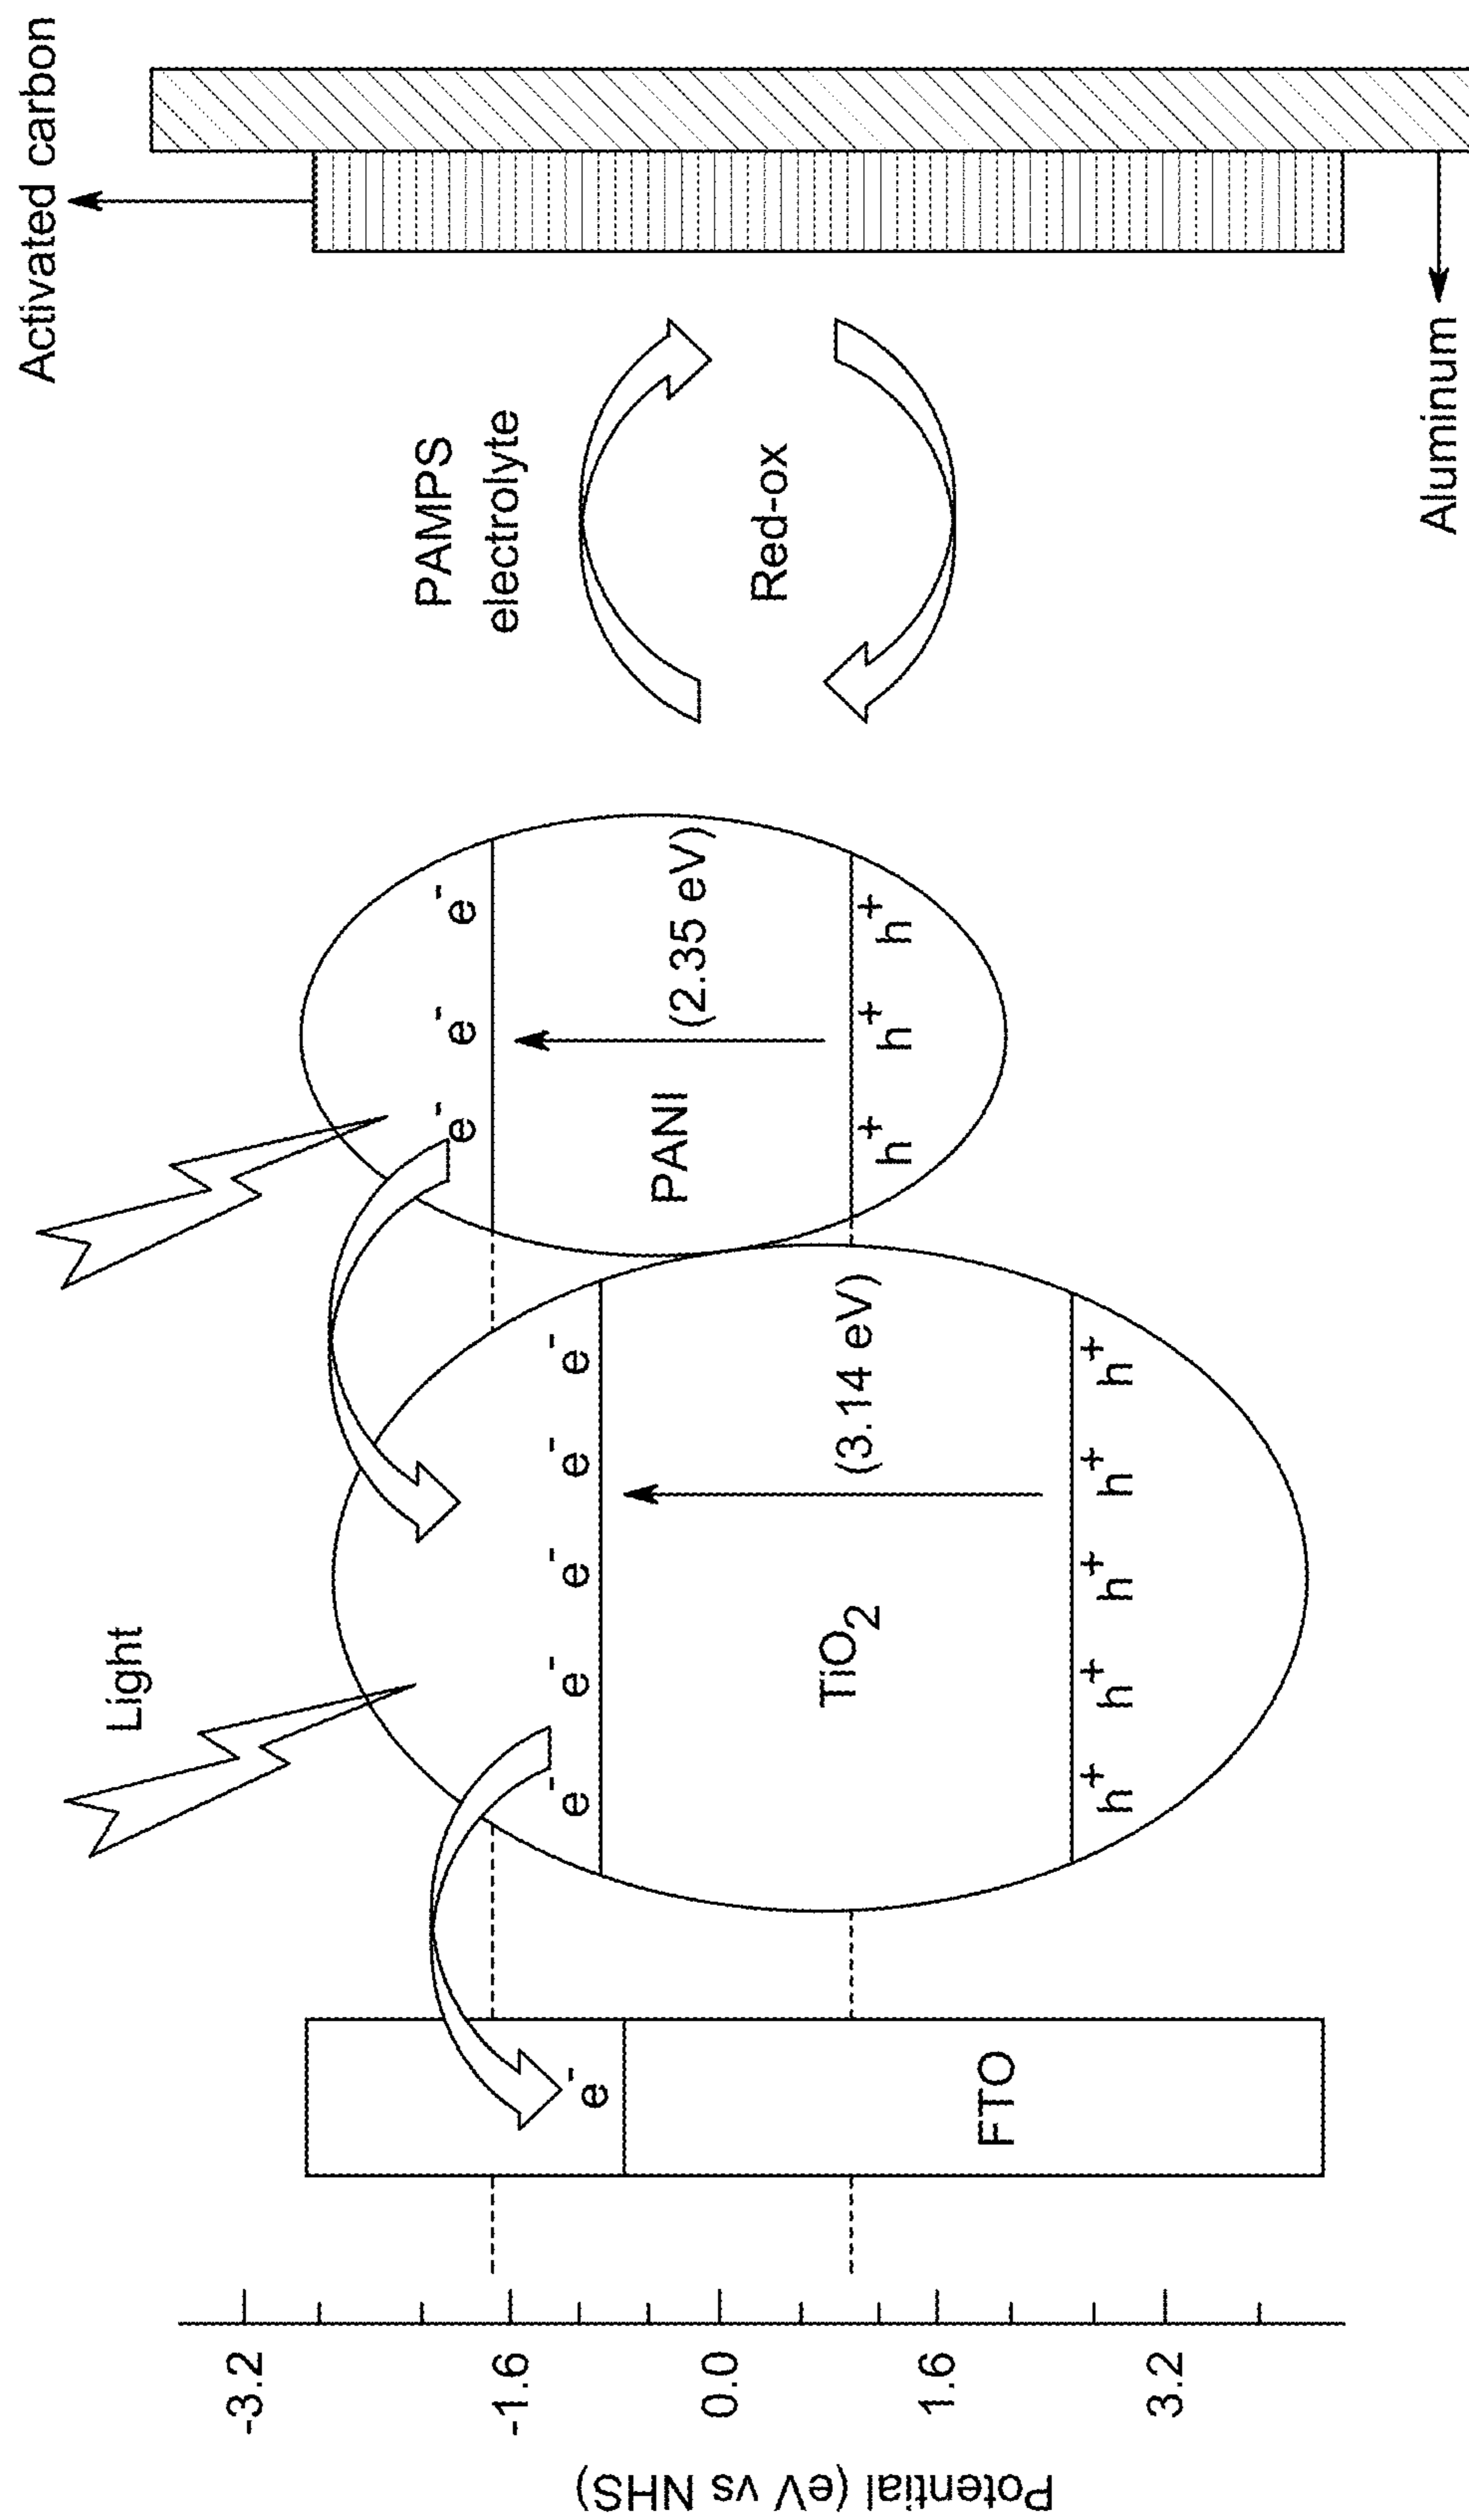 Activated carbon
Light
PAMPS
electrolyte
-3.2
-1.6
0.0
1.6
3.2
Potential (eV vs NHS)
e⁻ e⁻ e⁻
e⁻ e⁻ e⁻ e⁻ e⁻
e⁻
PANI
(2.35 eV)
Red-ox
TiO₂
(3.14 eV)
h⁺ h⁺ h⁺
FTO
h⁺ h⁺ h⁺ h⁺ h⁺
Aluminum